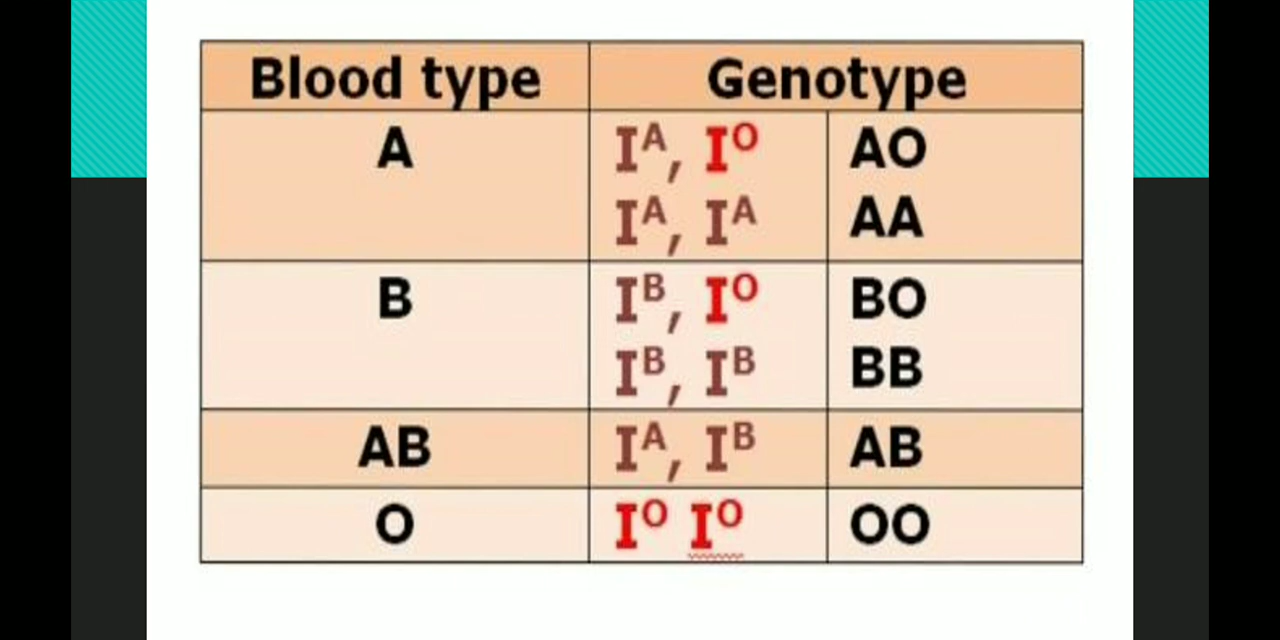 Blood type Genotype
A Iᴬ, Iᴼ AO
Iᴬ, Iᴬ AA
B Iᴮ, Iᴼ BO
Iᴮ, Iᴮ BB
AB Iᴬ, Iᴮ AB
O Iᴼ Iᴼ OO